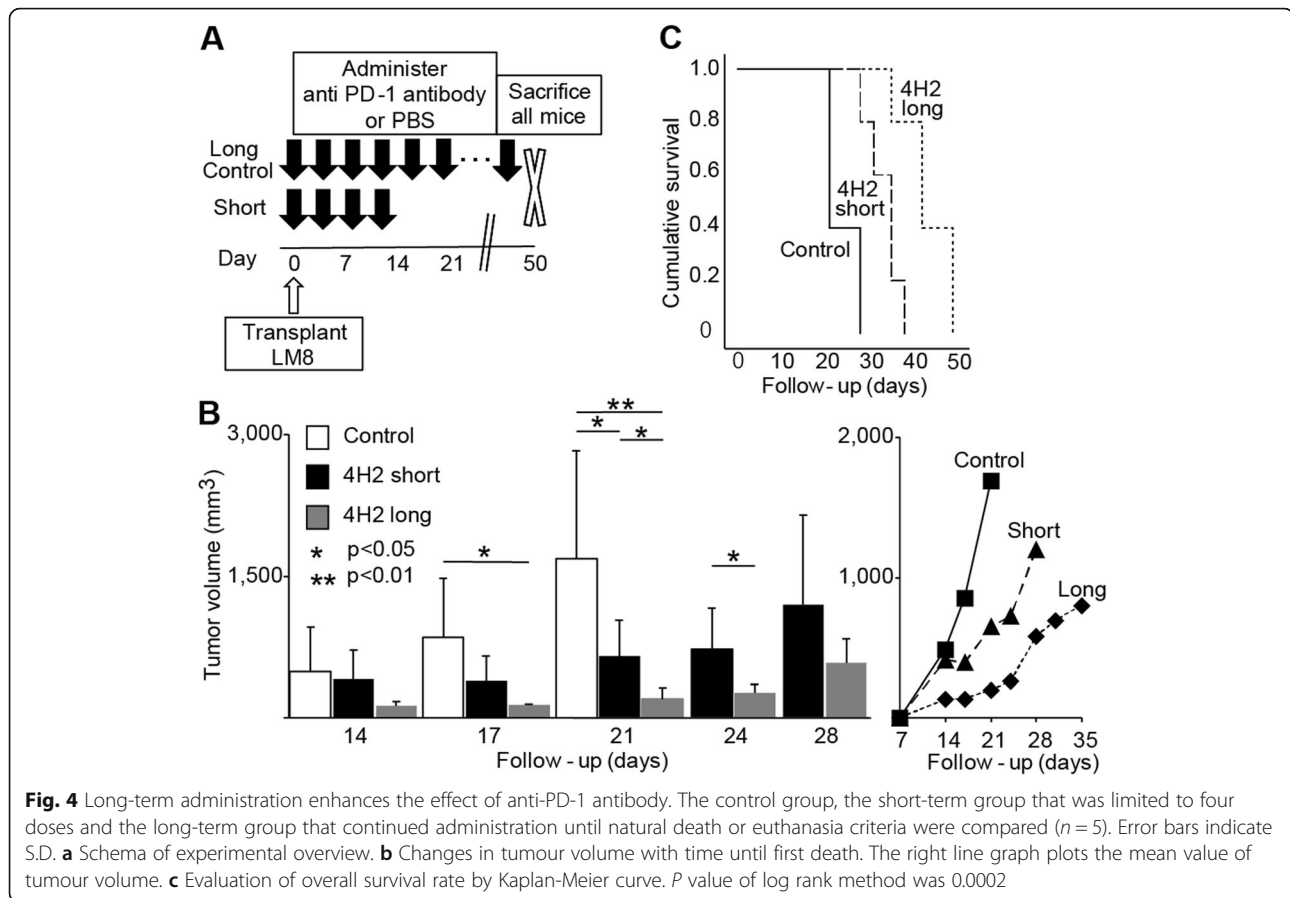 A
Administer
anti PD-1 antibody
or PBS
Sacrifice
all mice
Long
Control
...
Short
Day
0 7 14 21 50
Transplant
LM8
C
Cumulative survival
1.0
0.8
0.6
0.4
0.2
0
4H2
long
4H2
short
Control
0 10 20 30 40 50
Follow-up (days)
B
Tumor volume (mm3)
3,000
1,500
Control
4H2 short
4H2 long
* p<0.05
** p<0.01
*
**
* *
*
14 17 21 24 28
Follow-up (days)
2,000
1,000
Control
Short
Long
7 14 21 28 35
Fig. 4 Long-term administration enhances the effect of anti-PD-1 antibody. The control group, the short-term group that was limited to four
doses and the long-term group that continued administration until natural death or euthanasia criteria were compared (n = 5). Error bars indicate
S.D. a Schema of experimental overview. b Changes in tumour volume with time until first death. The right line graph plots the mean value of
tumour volume. c Evaluation of overall survival rate by Kaplan-Meier curve. P value of log rank method was 0.0002